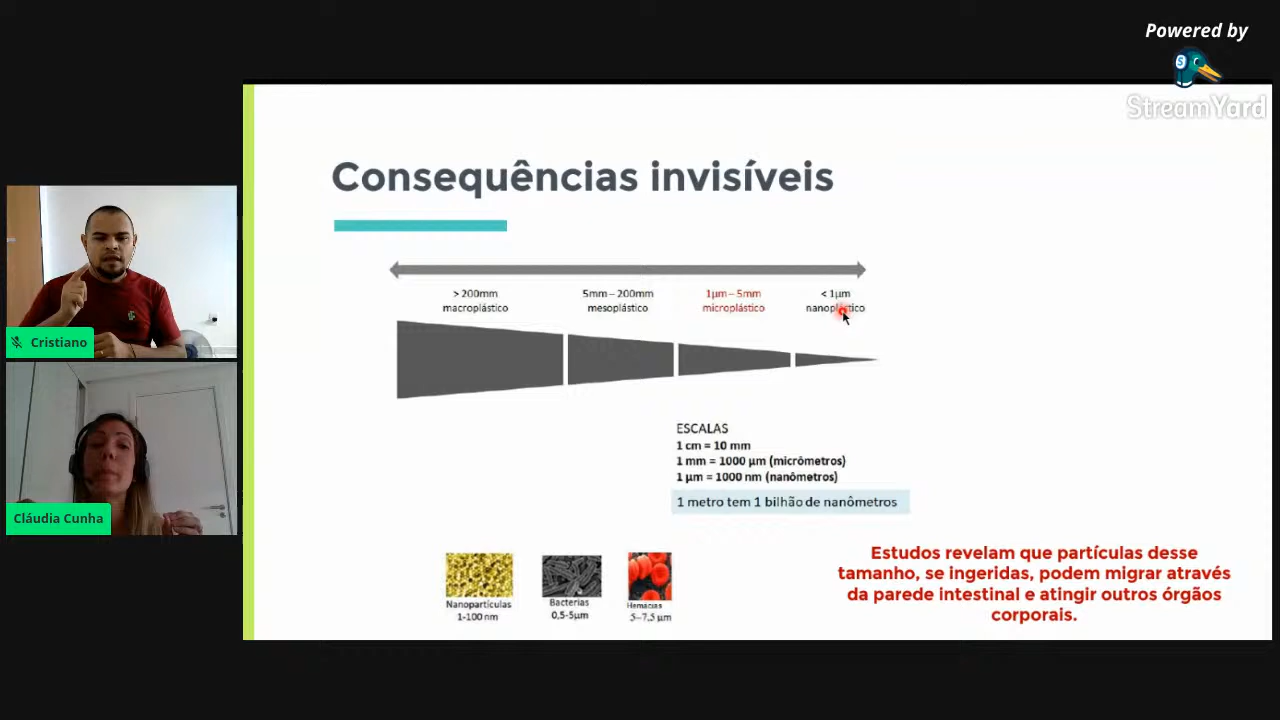 Powered by
StreamYard
Consequências invisíveis
> 200mm
macroplástico
5mm – 200mm
mesoplástico
1µm – 5mm
microplástico
< 1µm
nanoplástico
ESCALAS
1 cm = 10 mm
1 mm = 1000 µm (micrômetros)
1 µm = 1000 nm (nanômetros)
1 metro tem 1 bilhão de nanômetros
Nanopartículas
1-100 nm
Bacterias
0,5-5µm
Hemacias
5–7,5 µm
Estudos revelam que partículas desse
tamanho, se ingeridas, podem migrar através
da parede intestinal e atingir outros órgãos
corporais.
Cristiano
Cláudia Cunha